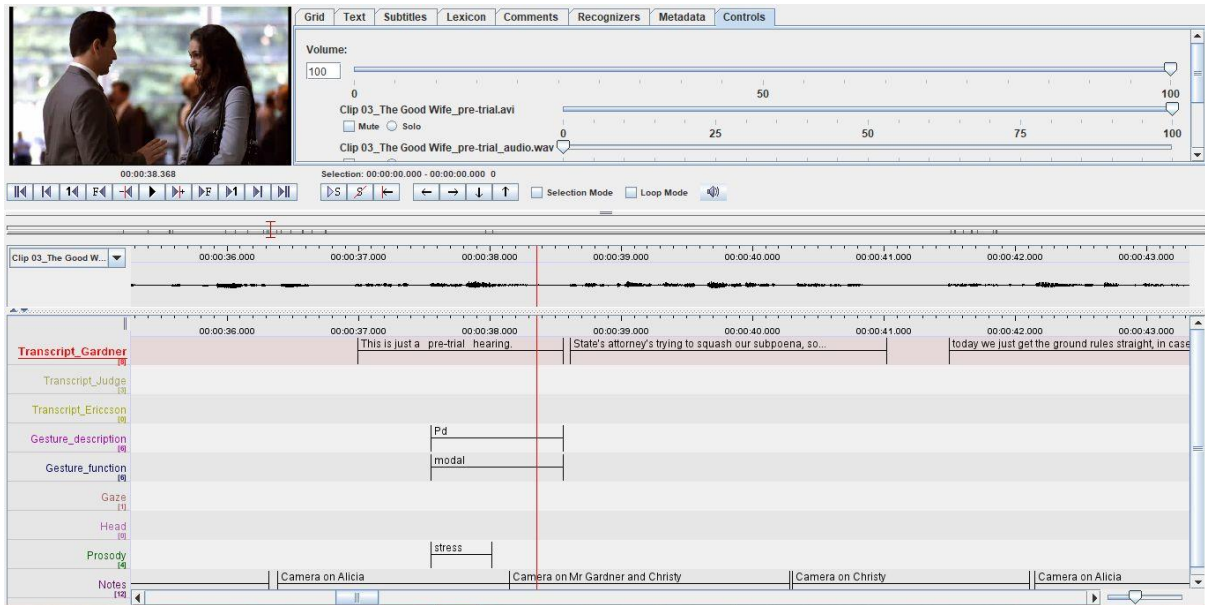 Grid Text Subtitles Lexicon Comments Recognizers Metadata Controls
Volume:
100
0 50 100
Clip 03_The Good Wife_pre-trial.avi
Mute Solo
0 25 50 75 100
Clip 03_The Good Wife_pre-trial_audio.wav
00:00:38.368
Selection: 00:00:00.000 - 00:00:00.000 0
1 F F 1 S S Selection Mode Loop Mode
Clip 03_The Good W...
00:00:36.000 00:00:37.000 00:00:38.000 00:00:39.000 00:00:40.000 00:00:41.000 00:00:42.000 00:00:43.000
00:00:36.000 00:00:37.000 00:00:38.000 00:00:39.000 00:00:40.000 00:00:41.000 00:00:42.000 00:00:43.000
Transcript_Gardner This is just a pre-trial hearing. State's attorney's trying to squash our subpoena, so... today we just get the ground rules straight, in case
[9]
Transcript_Judge
[3]
Transcript_Ericcson
[0]
Gesture_description Pd
[6]
Gesture_function modal
[6]
Gaze
[1]
Head
[0]
Prosody stress
[4]
Notes Camera on Alicia Camera on Mr Gardner and Christy Camera on Christy Camera on Alicia
[12]